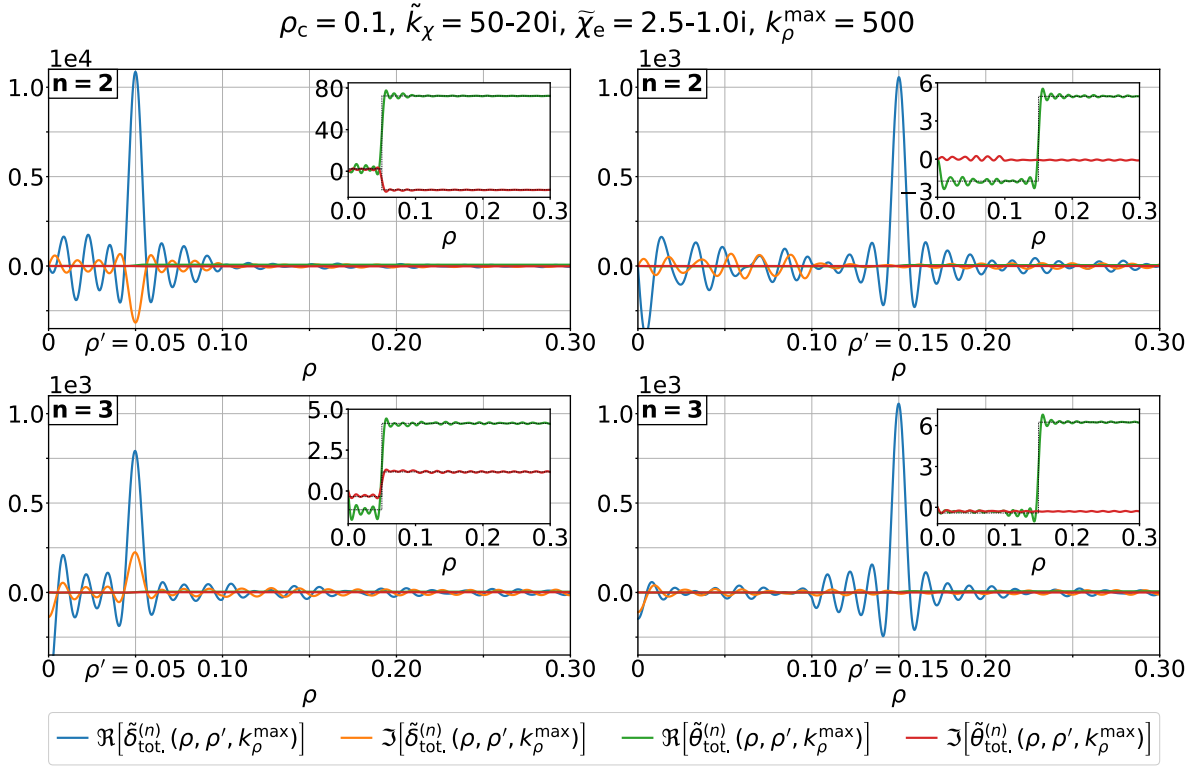 ρ_c = 0.1, k̃_χ = 50-20i, χ̃_e = 2.5-1.0i, k_ρ^max = 500
1e4
n = 2
1.0
0.5
0.0
80
40
0
0.0 0.1 0.2 0.3
ρ
0 ρ′ = 0.05 0.10 0.20 0.30
ρ
1e3
n = 2
1.0
0.5
0.0
6
3
0
−3
0.0 0.1 0.2 0.3
ρ
0 0.10 ρ′ = 0.15 0.20 0.30
ρ
1e3
n = 3
1.0
0.5
0.0
5.0
2.5
0.0
0.0 0.1 0.2 0.3
ρ
0 ρ′ = 0.05 0.10 0.20 0.30
ρ
1e3
n = 3
1.0
0.5
0.0
6
3
0
0.0 0.1 0.2 0.3
ρ
0 0.10 ρ′ = 0.15 0.20 0.30
ρ
ℜ[δ̃_tot.^(n)(ρ, ρ′, k_ρ^max)] ℑ[δ̃_tot.^(n)(ρ, ρ′, k_ρ^max)] ℜ[θ̃_tot.^(n)(ρ, ρ′, k_ρ^max)] ℑ[θ̃_tot.^(n)(ρ, ρ′, k_ρ^max)]